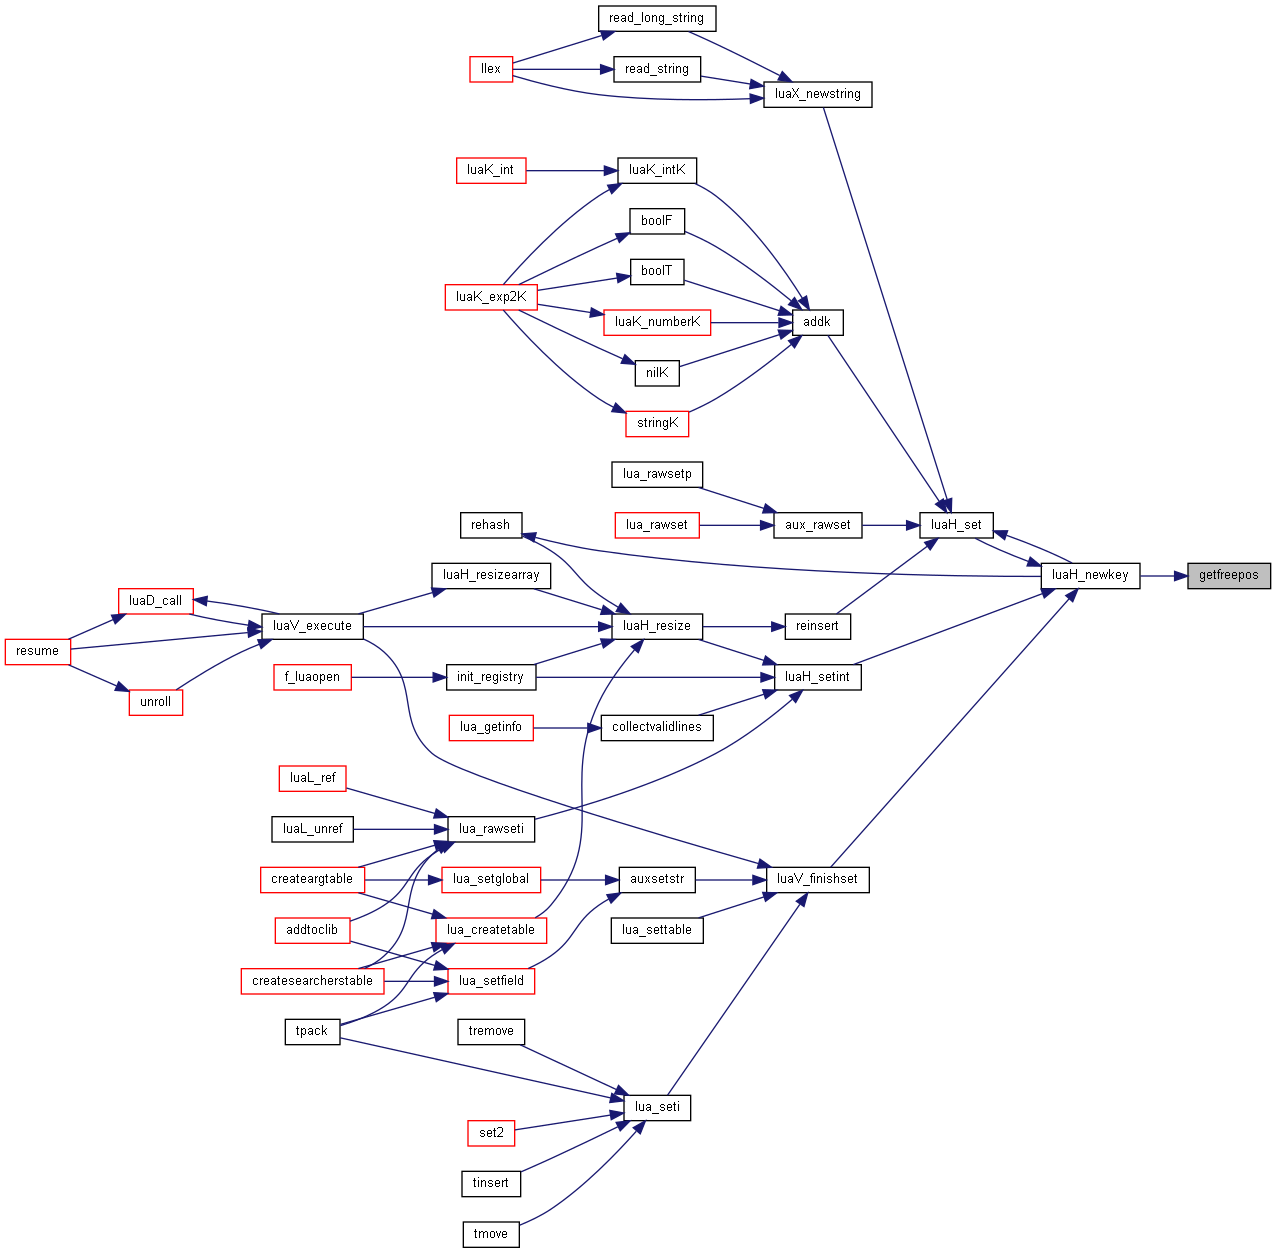 read_long_string
llex
read_string
luaX_newstring
luaK_int
luaK_intK
boolF
boolT
luaK_exp2K
luaK_numberK
addk
nilK
stringK
lua_rawsetp
lua_rawset
aux_rawset
luaH_set
rehash
luaH_resizearray
luaH_newkey
getfreepos
luaD_call
luaV_execute
luaH_resize
reinsert
resume
f_luaopen
init_registry
luaH_setint
unroll
lua_getinfo
collectvalidlines
luaL_ref
luaL_unref
lua_rawseti
createargtable
lua_setglobal
auxsetstr
luaV_finishset
addtoclib
lua_createtable
lua_settable
createsearcherstable
lua_setfield
tpack
tremove
lua_seti
set2
tinsert
tmove